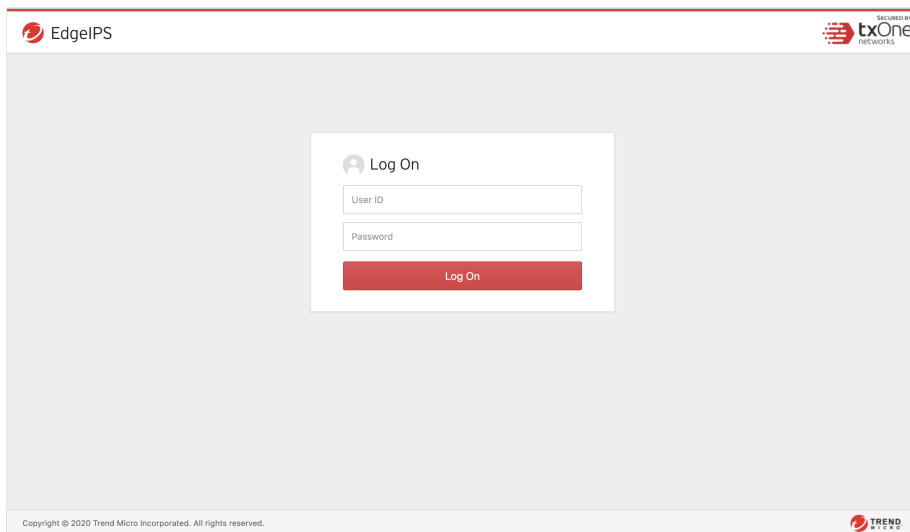 EdgeIPS
SECURED BY
txOne
networks
Log On
User ID
Password
Log On
Copyright © 2020 Trend Micro Incorporated. All rights reserved.
TREND
MICRO